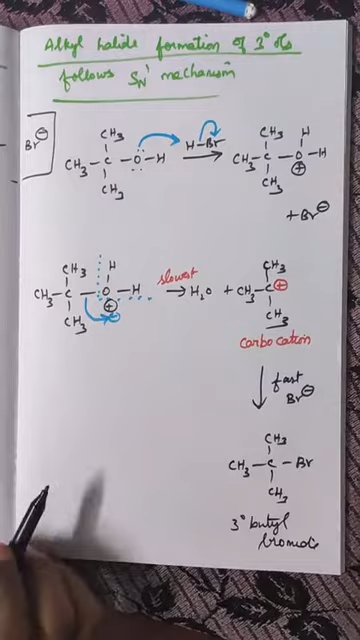 Alkyl halide formation of 3° ols
follows SN1 mechanism
Br⊖
CH3 CH3 H
CH3 – C – Ö – H H – Br → CH3 – C – O – H
CH3 CH3 ⊕
+ Br⊖
CH3 H CH3
CH3 – C – O – H slowest → H2O + CH3 – C⊕
CH3 ⊕ CH3
carbocation
↓ fast
Br⊖
CH3
CH3 – C – Br
CH3
3° butyl
bromide